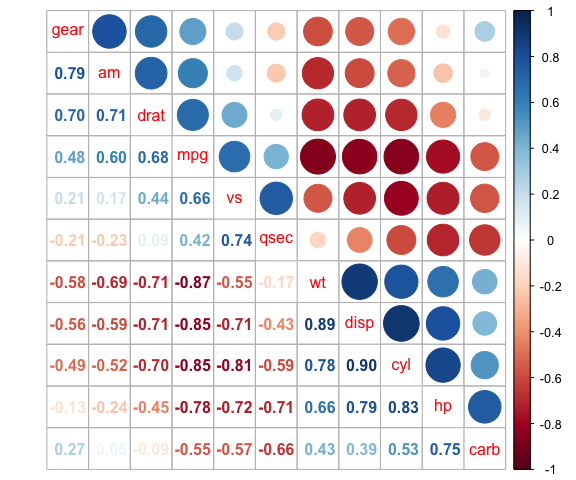 gear
0.79 am
0.70 0.71 drat
0.48 0.60 0.68 mpg
0.21 0.17 0.44 0.66 vs
-0.21 -0.23 0.09 0.42 0.74 qsec
-0.58 -0.69 -0.71 -0.87 -0.55 -0.17 wt
-0.56 -0.59 -0.71 -0.85 -0.71 -0.43 0.89 disp
-0.49 -0.52 -0.70 -0.85 -0.81 -0.59 0.78 0.90 cyl
-0.13 -0.24 -0.45 -0.78 -0.72 -0.71 0.66 0.79 0.83 hp
0.27 0.06 -0.09 -0.55 -0.57 -0.66 0.43 0.39 0.53 0.75 carb
1
0.8
0.6
0.4
0.2
0
-0.2
-0.4
-0.6
-0.8
-1